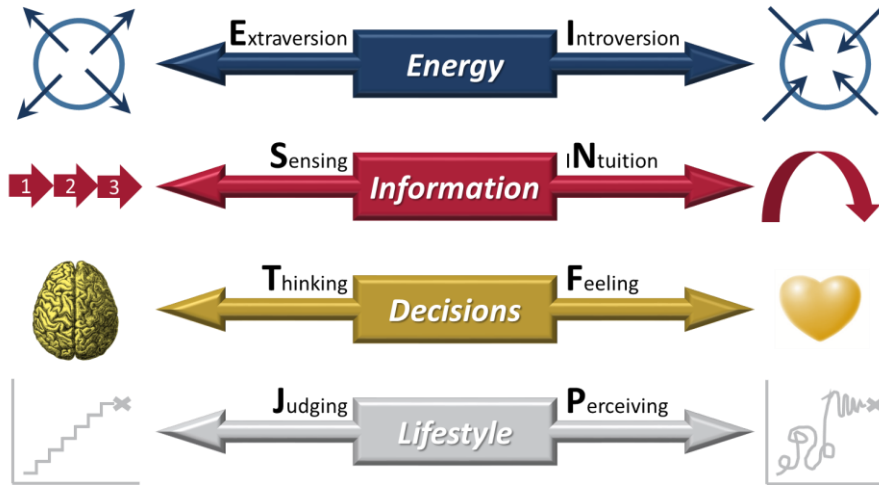 Extraversion
Energy
Introversion
1 2 3
Sensing
Information
INtuition
Thinking
Decisions
Feeling
Judging
Lifestyle
Perceiving